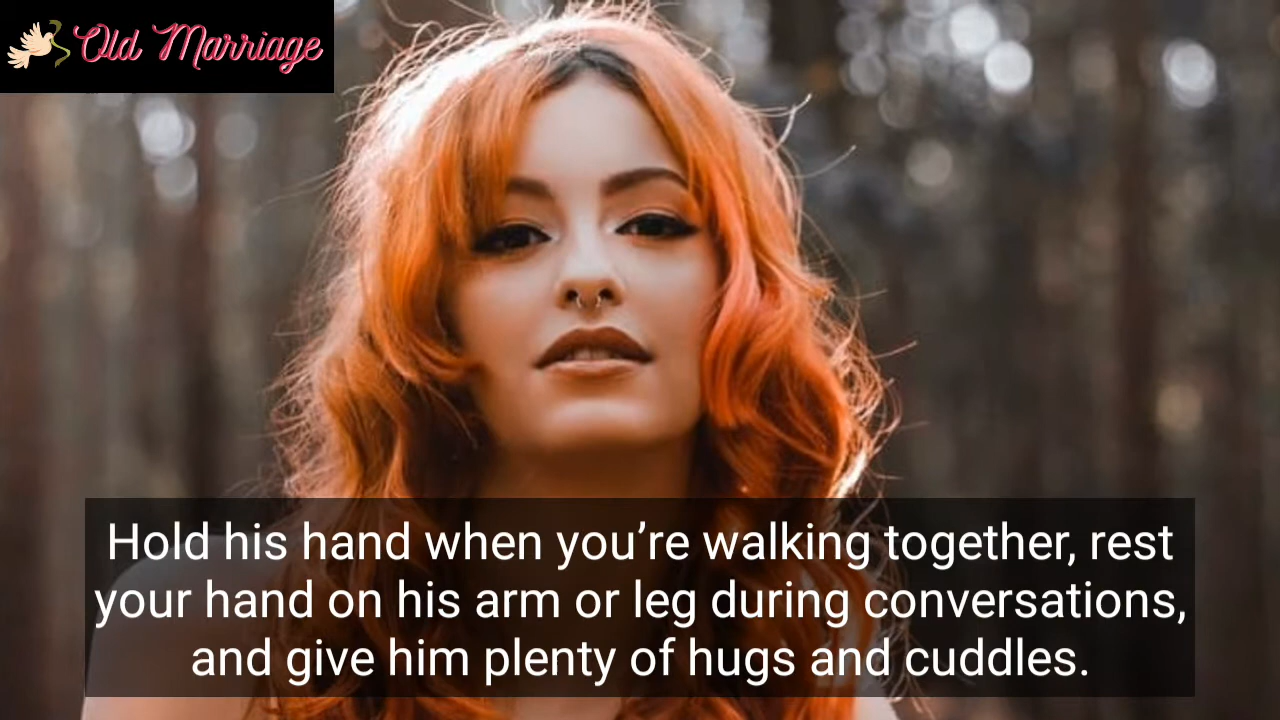 Old Marriage
Hold his hand when you’re walking together, rest
your hand on his arm or leg during conversations,
and give him plenty of hugs and cuddles.